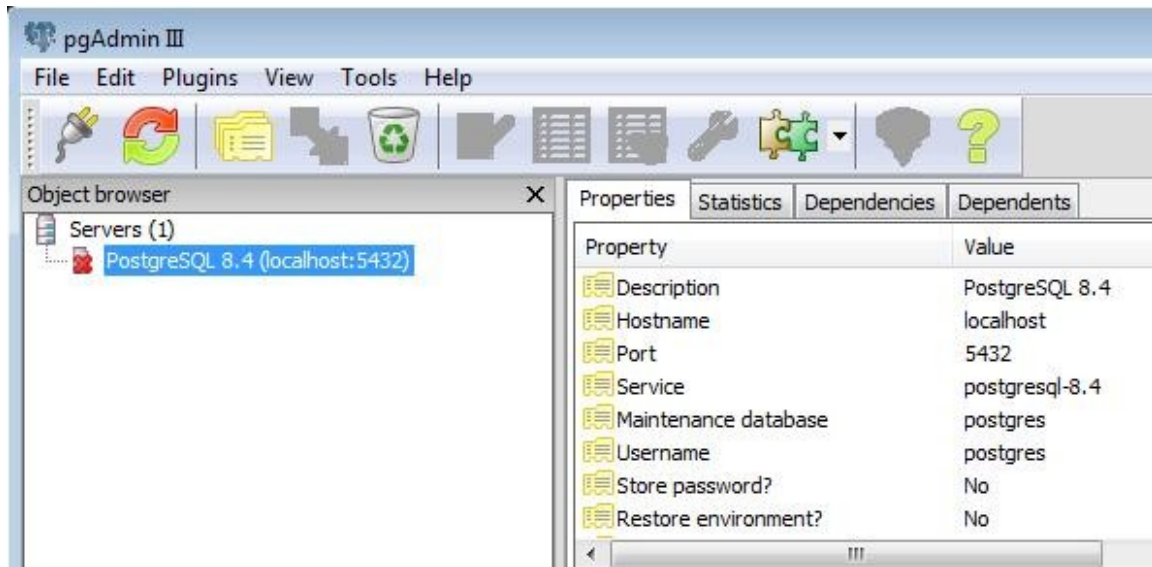 pgAdmin III
File Edit Plugins View Tools Help
Object browser
Servers (1)
PostgreSQL 8.4 (localhost:5432)
Properties Statistics Dependencies Dependents
Property Value
Description PostgreSQL 8.4
Hostname localhost
Port 5432
Service postgresql-8.4
Maintenance database postgres
Username postgres
Store password? No
Restore environment? No